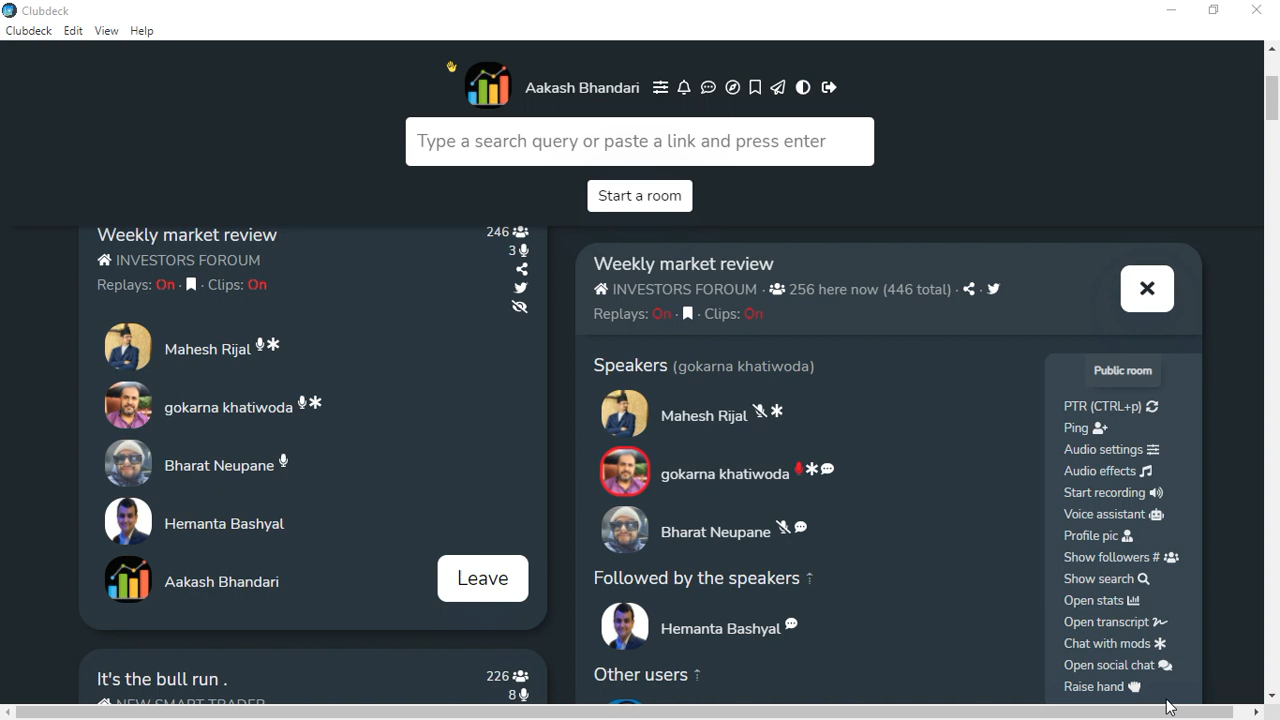 Clubdeck
Clubdeck Edit View Help
Aakash Bhandari
Type a search query or paste a link and press enter
Start a room
Weekly market review
246
INVESTORS FOROUM
3
Replays: On · Clips: On
Mahesh Rijal
gokarna khatiwoda
Bharat Neupane
Hemanta Bashyal
Aakash Bhandari
Leave
It's the bull run .
226
NEW SMART TRADER
8
Weekly market review
INVESTORS FOROUM · 256 here now (446 total) · ·
Replays: On · · Clips: On
Speakers (gokarna khatiwoda)
Mahesh Rijal
gokarna khatiwoda
Bharat Neupane
Followed by the speakers ↑
Hemanta Bashyal
Other users ↑
Public room
PTR (CTRL+p)
Ping
Audio settings
Audio effects
Start recording
Voice assistant
Profile pic
Show followers #
Show search
Open stats
Open transcript
Chat with mods
Open social chat
Raise hand